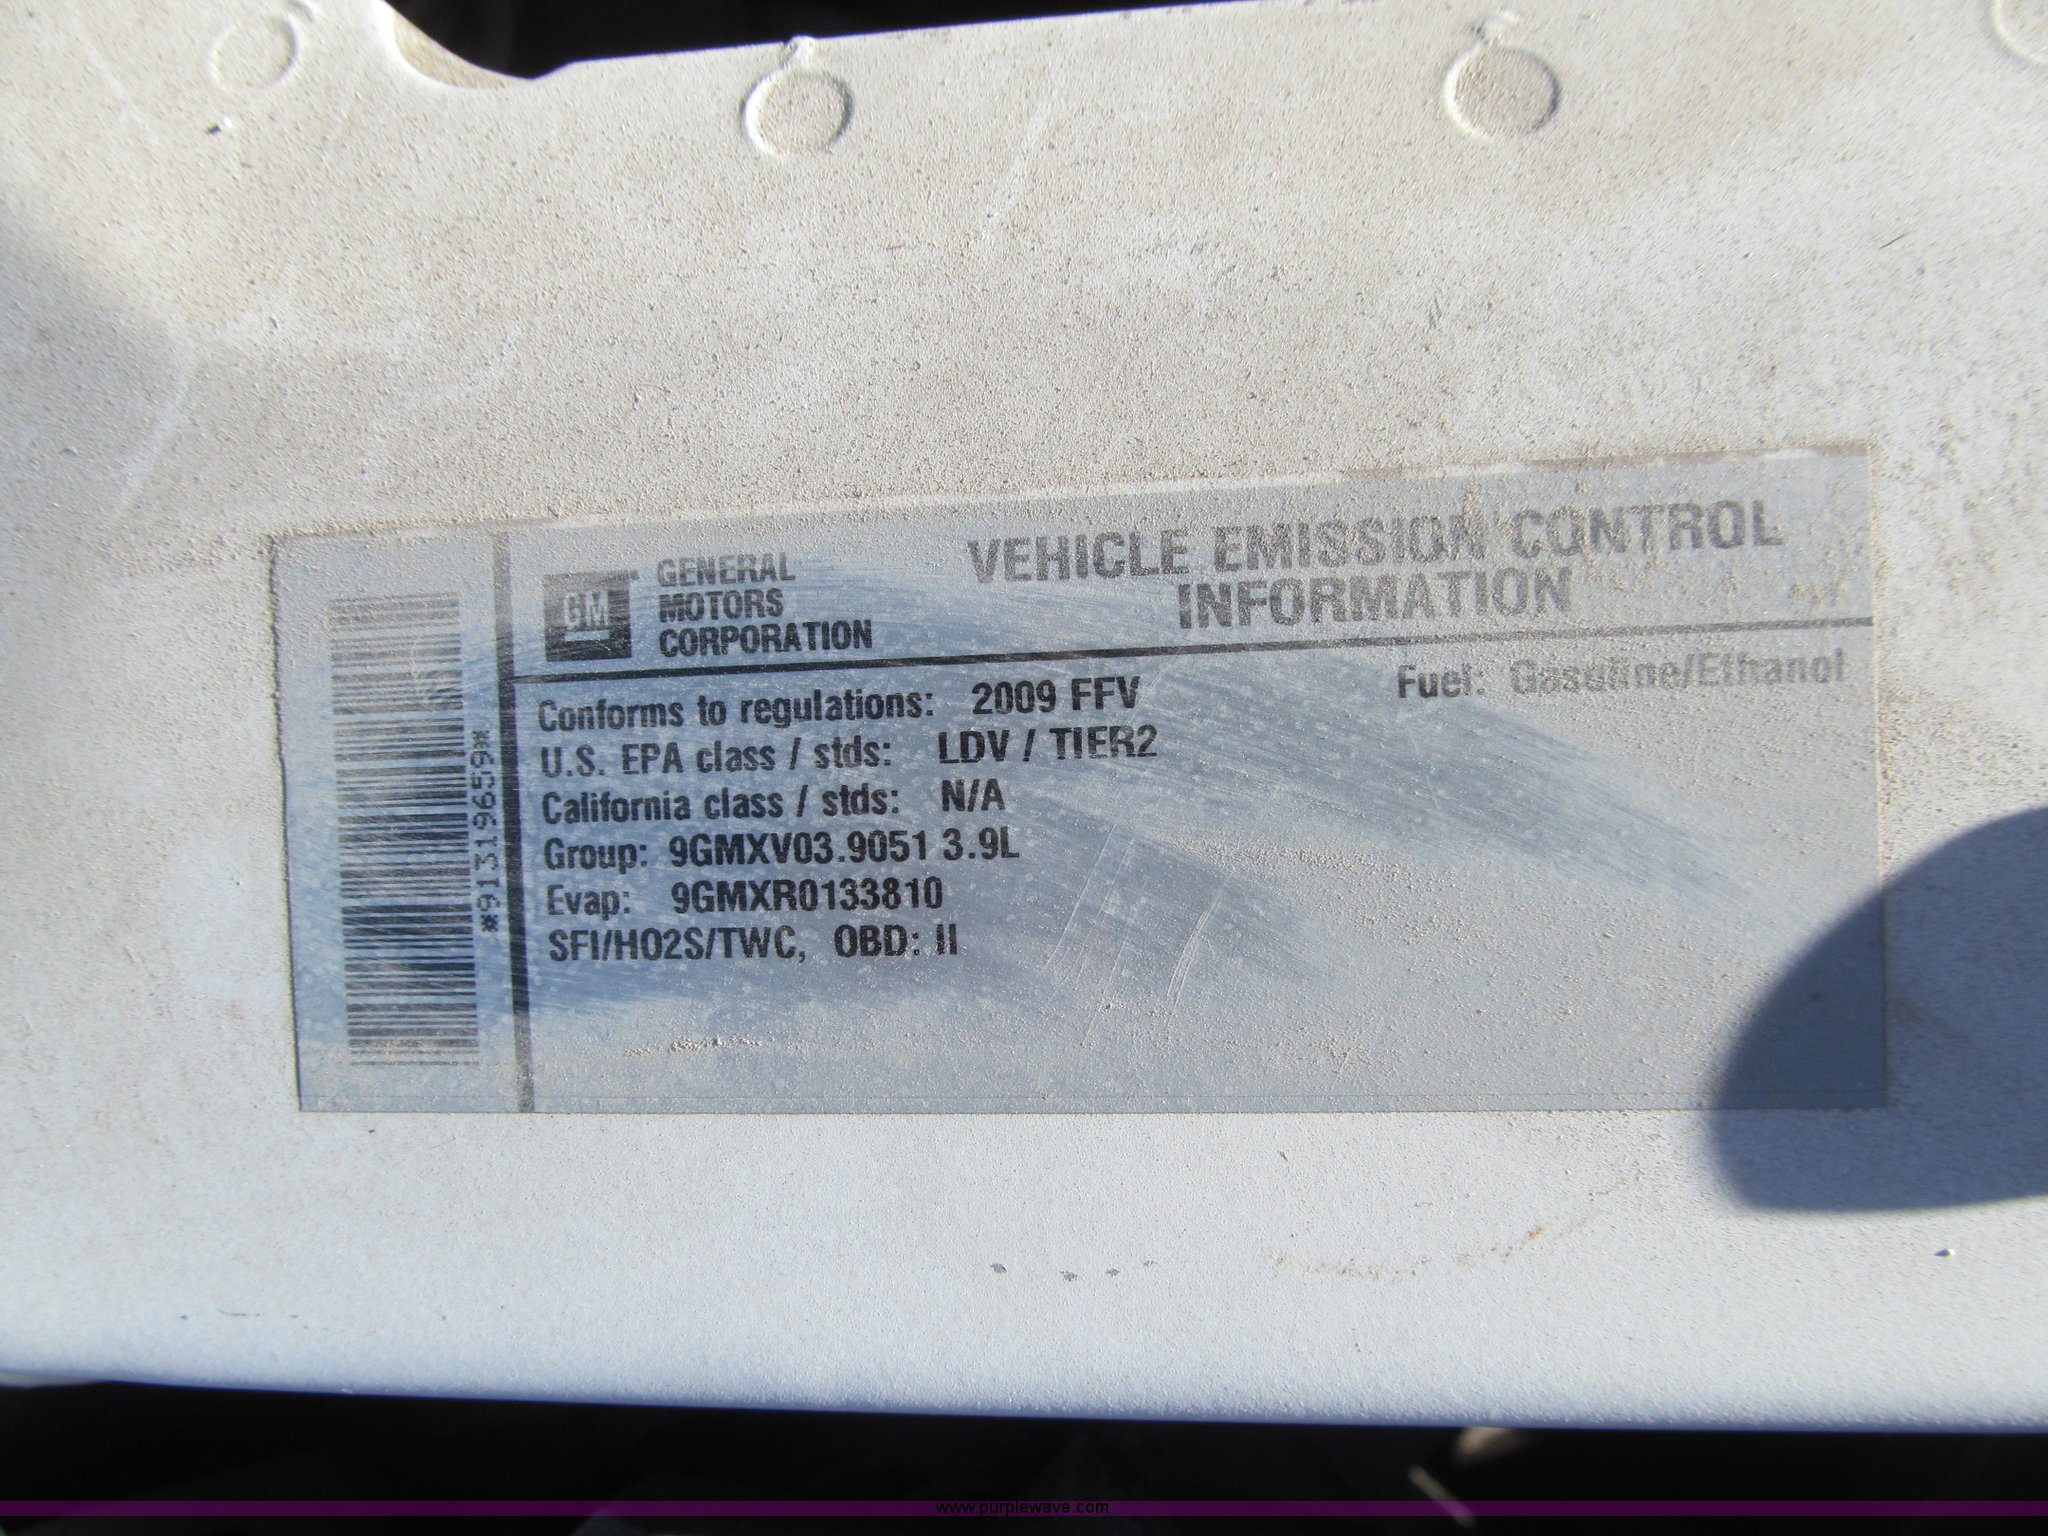 GM
GENERAL
MOTORS
CORPORATION
VEHICLE EMISSION CONTROL
INFORMATION
Conforms to regulations: 2009 FFV
Fuel: Gasoline/Ethanol
U.S. EPA class / stds: LDV / TIER2
California class / stds: N/A
Group: 9GMXV03.9051 3.9L
Evap: 9GMXR0133810
SFI/HO2S/TWC, OBD: II
*91319659*
www.purplewave.com